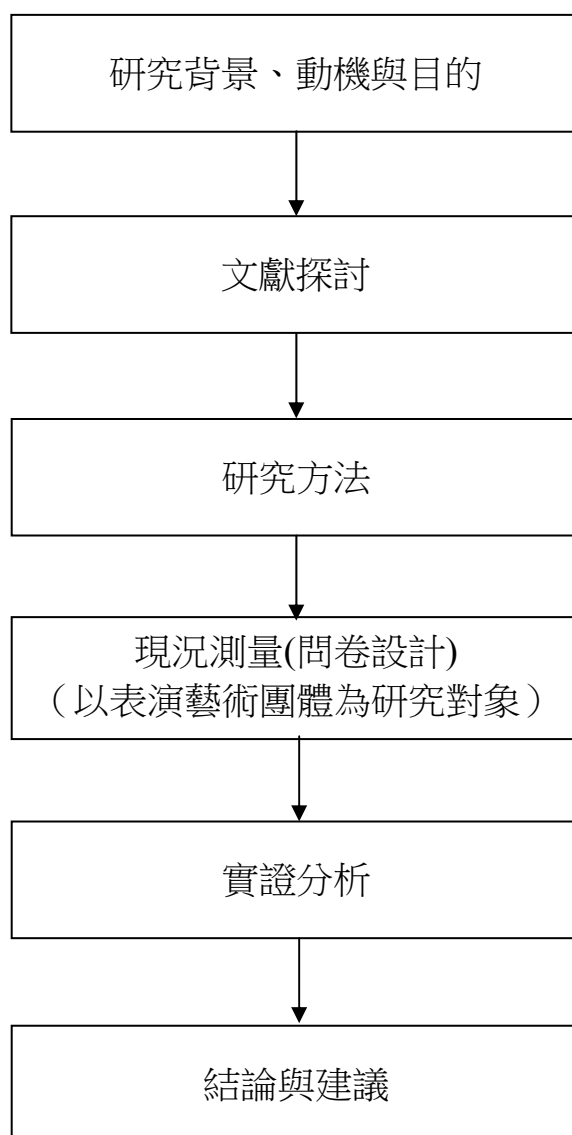 研究背景、動機與目的
文獻探討
研究方法
現況測量(問卷設計)
（以表演藝術團體為研究對象）
實證分析
結論與建議